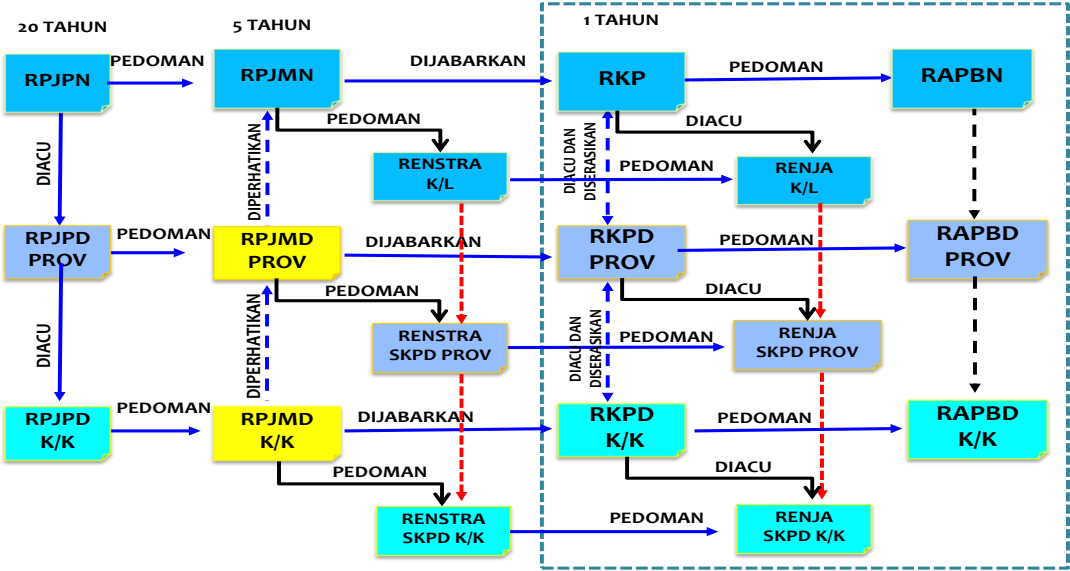 20 TAHUN
5 TAHUN
1 TAHUN
RPJPN
PEDOMAN
RPJMN
DIJABARKAN
RKP
PEDOMAN
RAPBN
DIACU
DIPERHATIKAN
PEDOMAN
RENSTRA
K/L
PEDOMAN
DIACU DAN
DISERASIKAN
DIACU
RENJA
K/L
RPJPD
PROV
PEDOMAN
RPJMD
PROV
DIJABARKAN
RKPD
PROV
PEDOMAN
RAPBD
PROV
DIACU
DIPERHATIKAN
PEDOMAN
RENSTRA
SKPD PROV
PEDOMAN
DIACU DAN
DISERASIKAN
DIACU
RENJA
SKPD PROV
RPJPD
K/K
PEDOMAN
RPJMD
K/K
DIJABARKAN
RKPD
K/K
PEDOMAN
RAPBD
K/K
PEDOMAN
RENSTRA
SKPD K/K
PEDOMAN
DIACU
RENJA
SKPD K/K